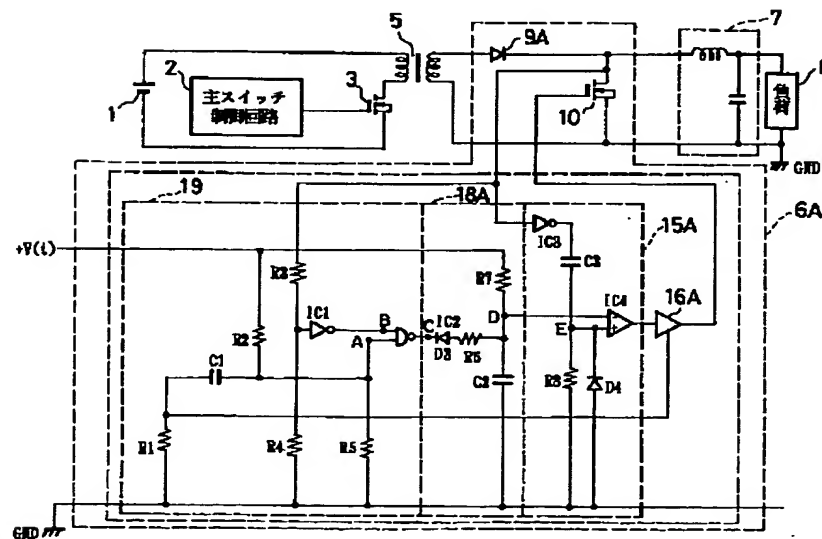 5
7
9A
2
3
主スイッチ
制御回路
1
10
負荷
GND
19
18A
15A
6A
+V(t)
R3
R7
IC3
C3
IC1
B
A
C
IC2
D3
R6
D
IC4
16A
E
R2
C1
C2
R8
D4
R1
R4
R5
GND